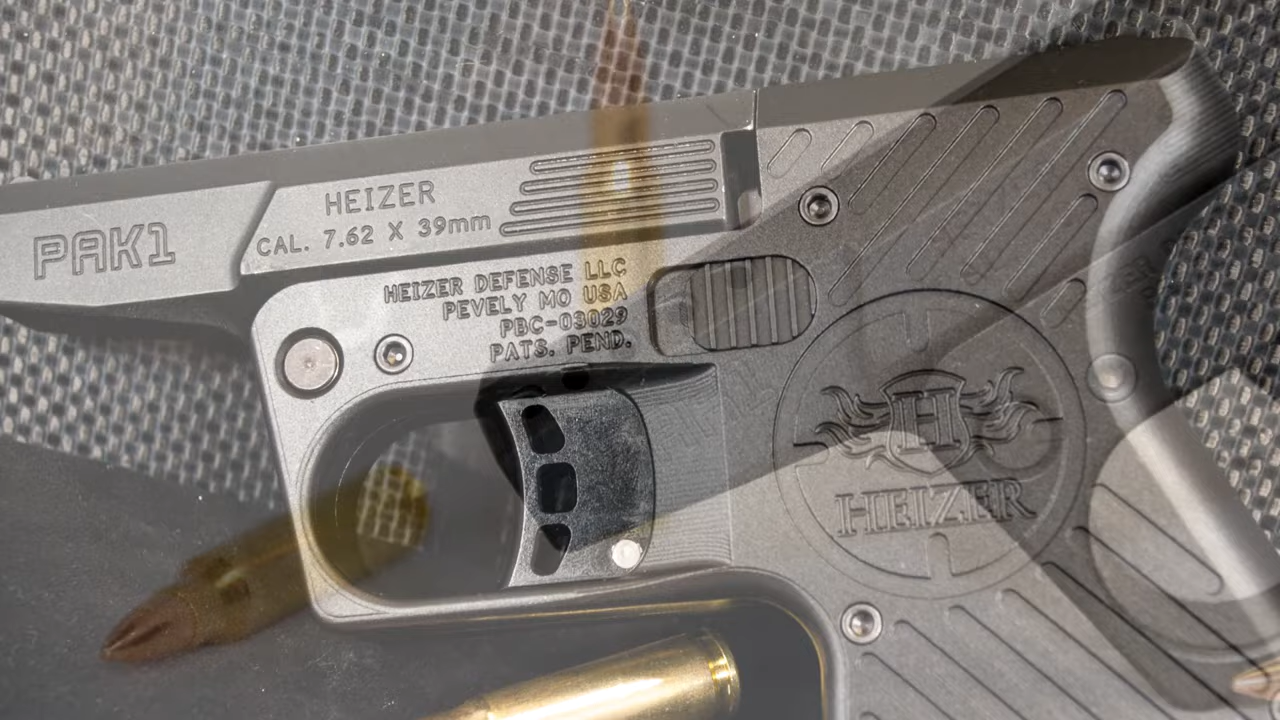 PAK1
HEIZER
CAL. 7.62 X 39mm
HEIZER DEFENSE LLC
PEVELY MO USA
PBC-03029
PATS. PEND.
H
HEIZER